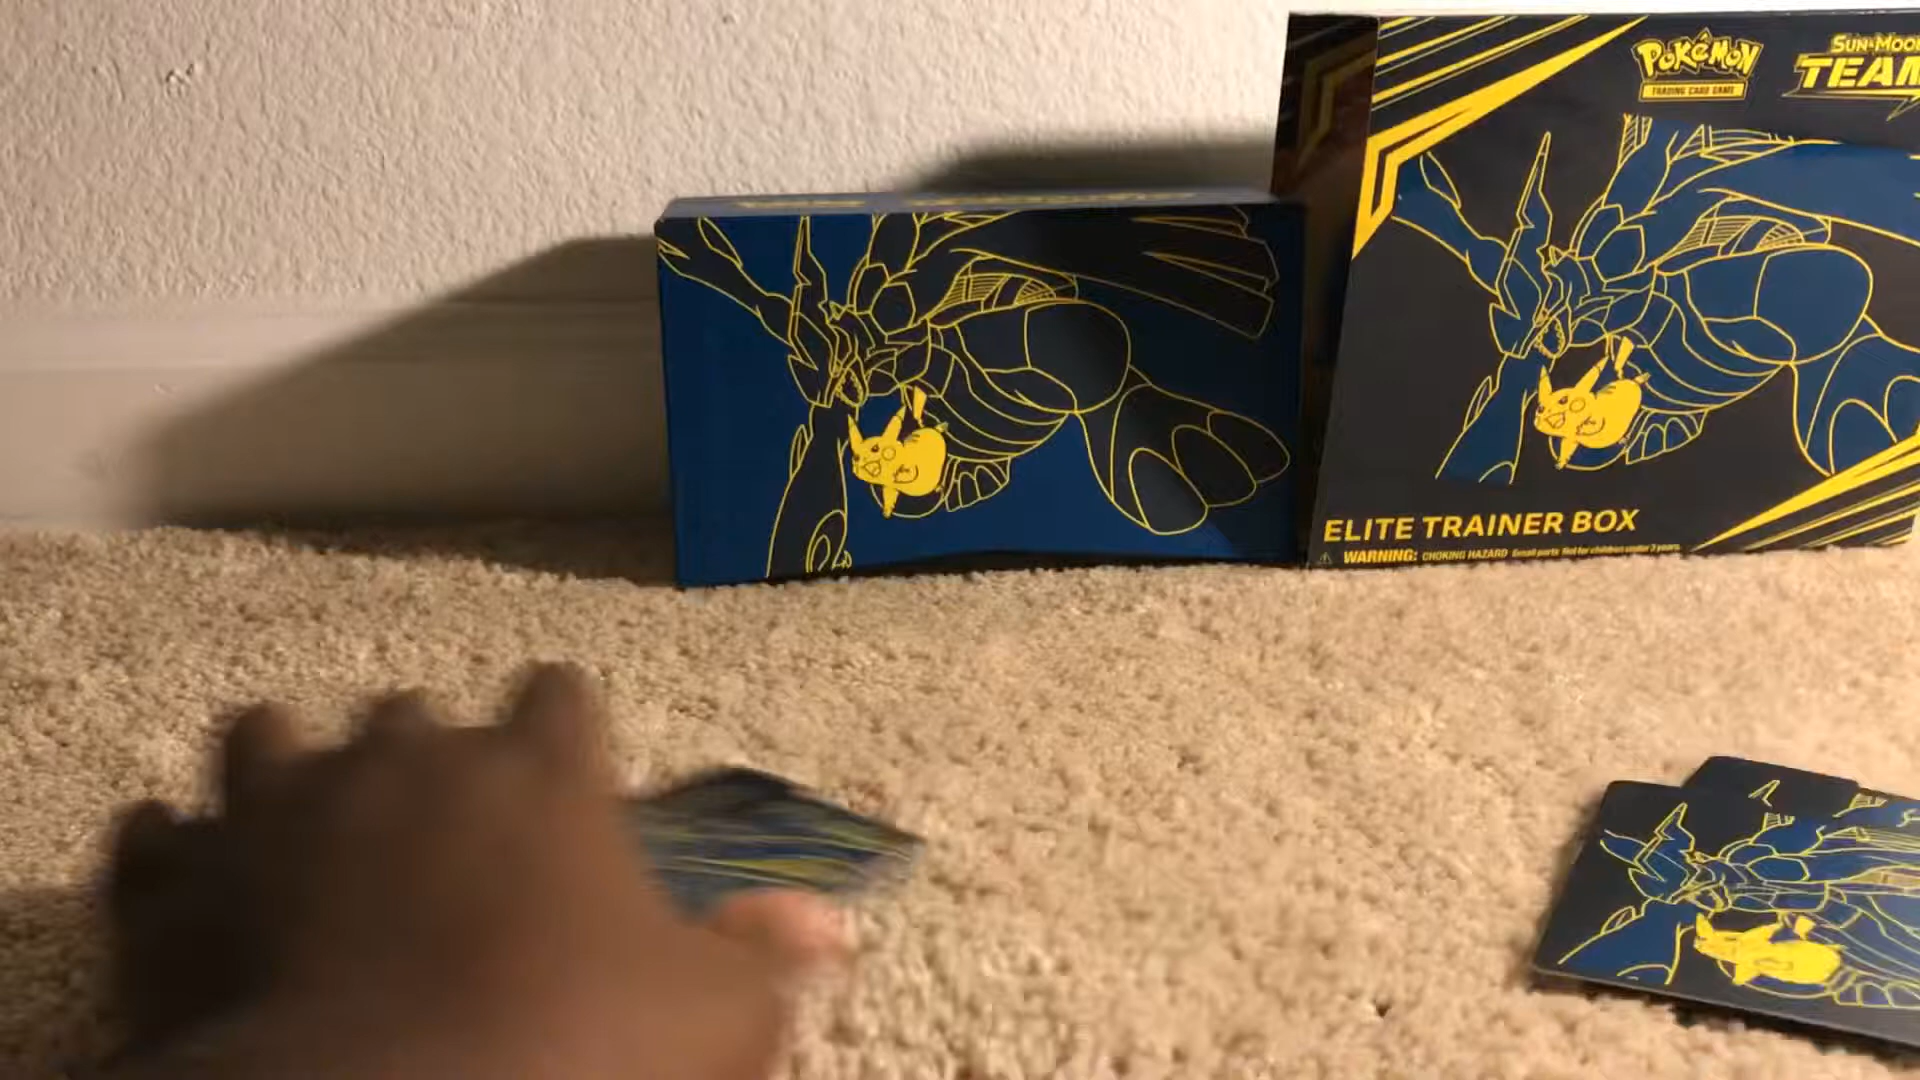 POKéMON
TRADING CARD GAME
SUN & MOON
TEAM
ELITE TRAINER BOX
WARNING: CHOKING HAZARD Small parts Not for children under 3 years.